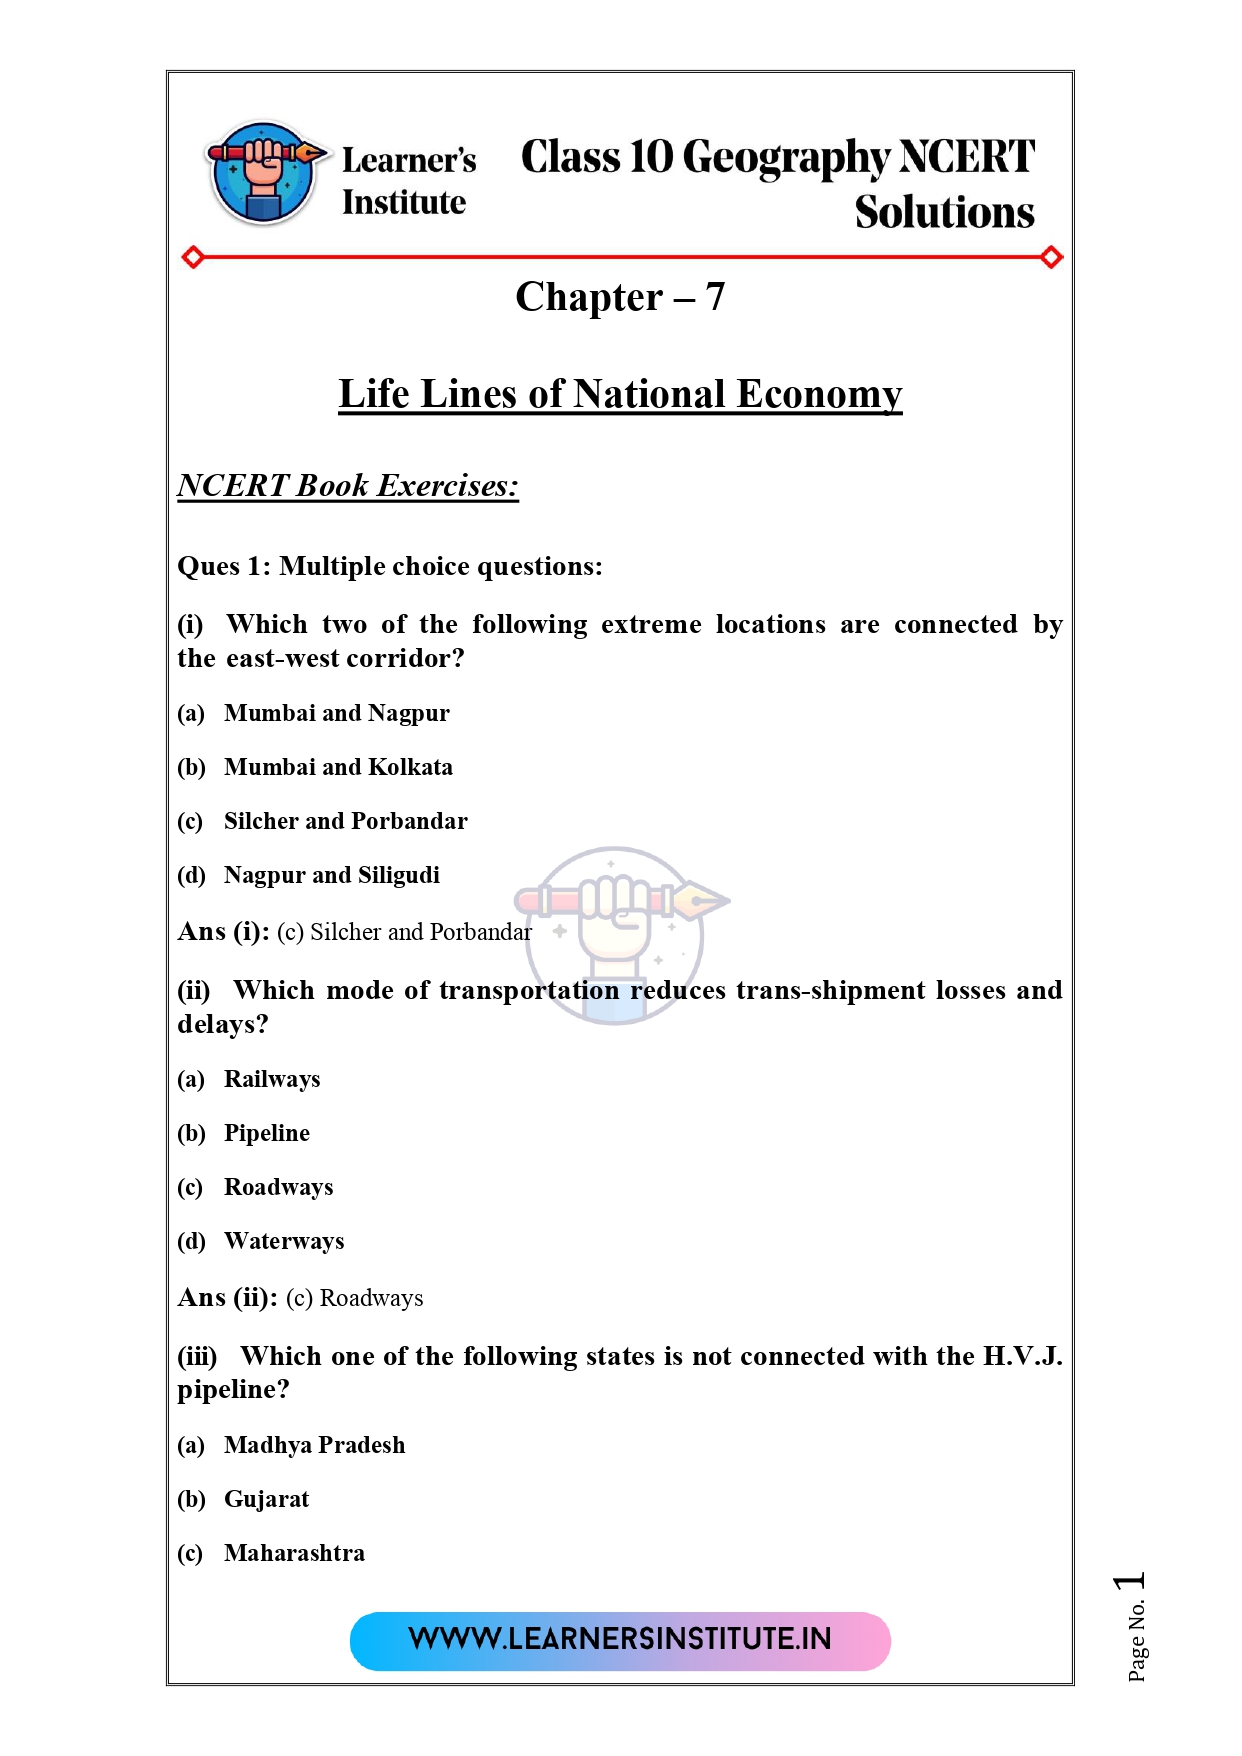 Learner's
Institute
Class 10 Geography NCERT
Solutions
Chapter – 7
Life Lines of National Economy
NCERT Book Exercises:
Ques 1: Multiple choice questions:
(i) Which two of the following extreme locations are connected by
the east-west corridor?
(a) Mumbai and Nagpur
(b) Mumbai and Kolkata
(c) Silcher and Porbandar
(d) Nagpur and Siligudi
Ans (i): (c) Silcher and Porbandar
(ii) Which mode of transportation reduces trans-shipment losses and
delays?
(a) Railways
(b) Pipeline
(c) Roadways
(d) Waterways
Ans (ii): (c) Roadways
(iii) Which one of the following states is not connected with the H.V.J.
pipeline?
(a) Madhya Pradesh
(b) Gujarat
(c) Maharashtra
WWW.LEARNERSINSTITUTE.IN
Page No. 1